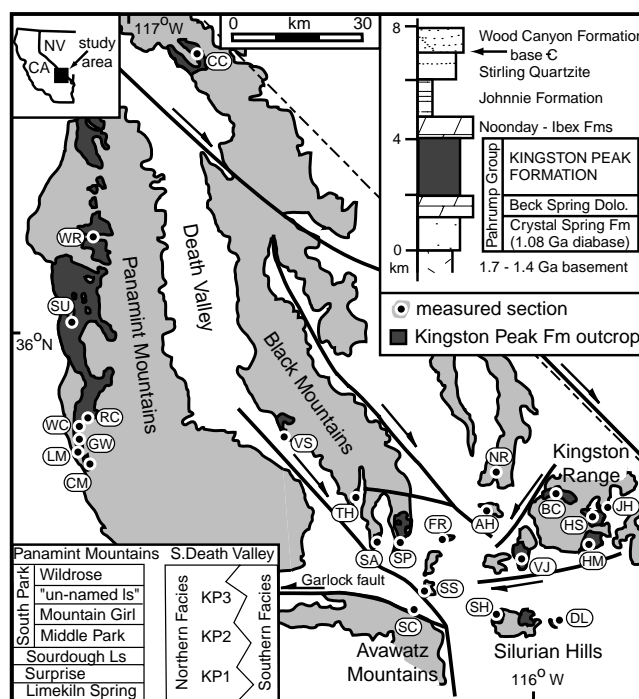 117° W
NV
CA
study
area
0 km 30
CC
WR
SU
36°N
WC
RC
GW
LM
CM
Panamint Mountains
Death Valley
Black Mountains
VS
TH
SA
SP
FR
AH
NR
Kingston
Range
BC
JH
HS
HM
VJ
SS
SC
SH
DL
Garlock fault
Avawatz
Mountains
Silurian Hills
116° W
8
4
0
km
Wood Canyon Formation
base Ꞓ
Stirling Quartzite
Johnnie Formation
Noonday - Ibex Fms
Pahrump Group
KINGSTON PEAK
FORMATION
Beck Spring Dolo.
Crystal Spring Fm
(1.08 Ga diabase)
1.7 - 1.4 Ga basement
measured section
Kingston Peak Fm outcrop
Panamint Mountains S.Death Valley
South Park
Wildrose
"un-named ls"
Mountain Girl
Middle Park
Sourdough Ls
Surprise
Limekiln Spring
Northern Facies
KP3
KP2
KP1
Southern Facies